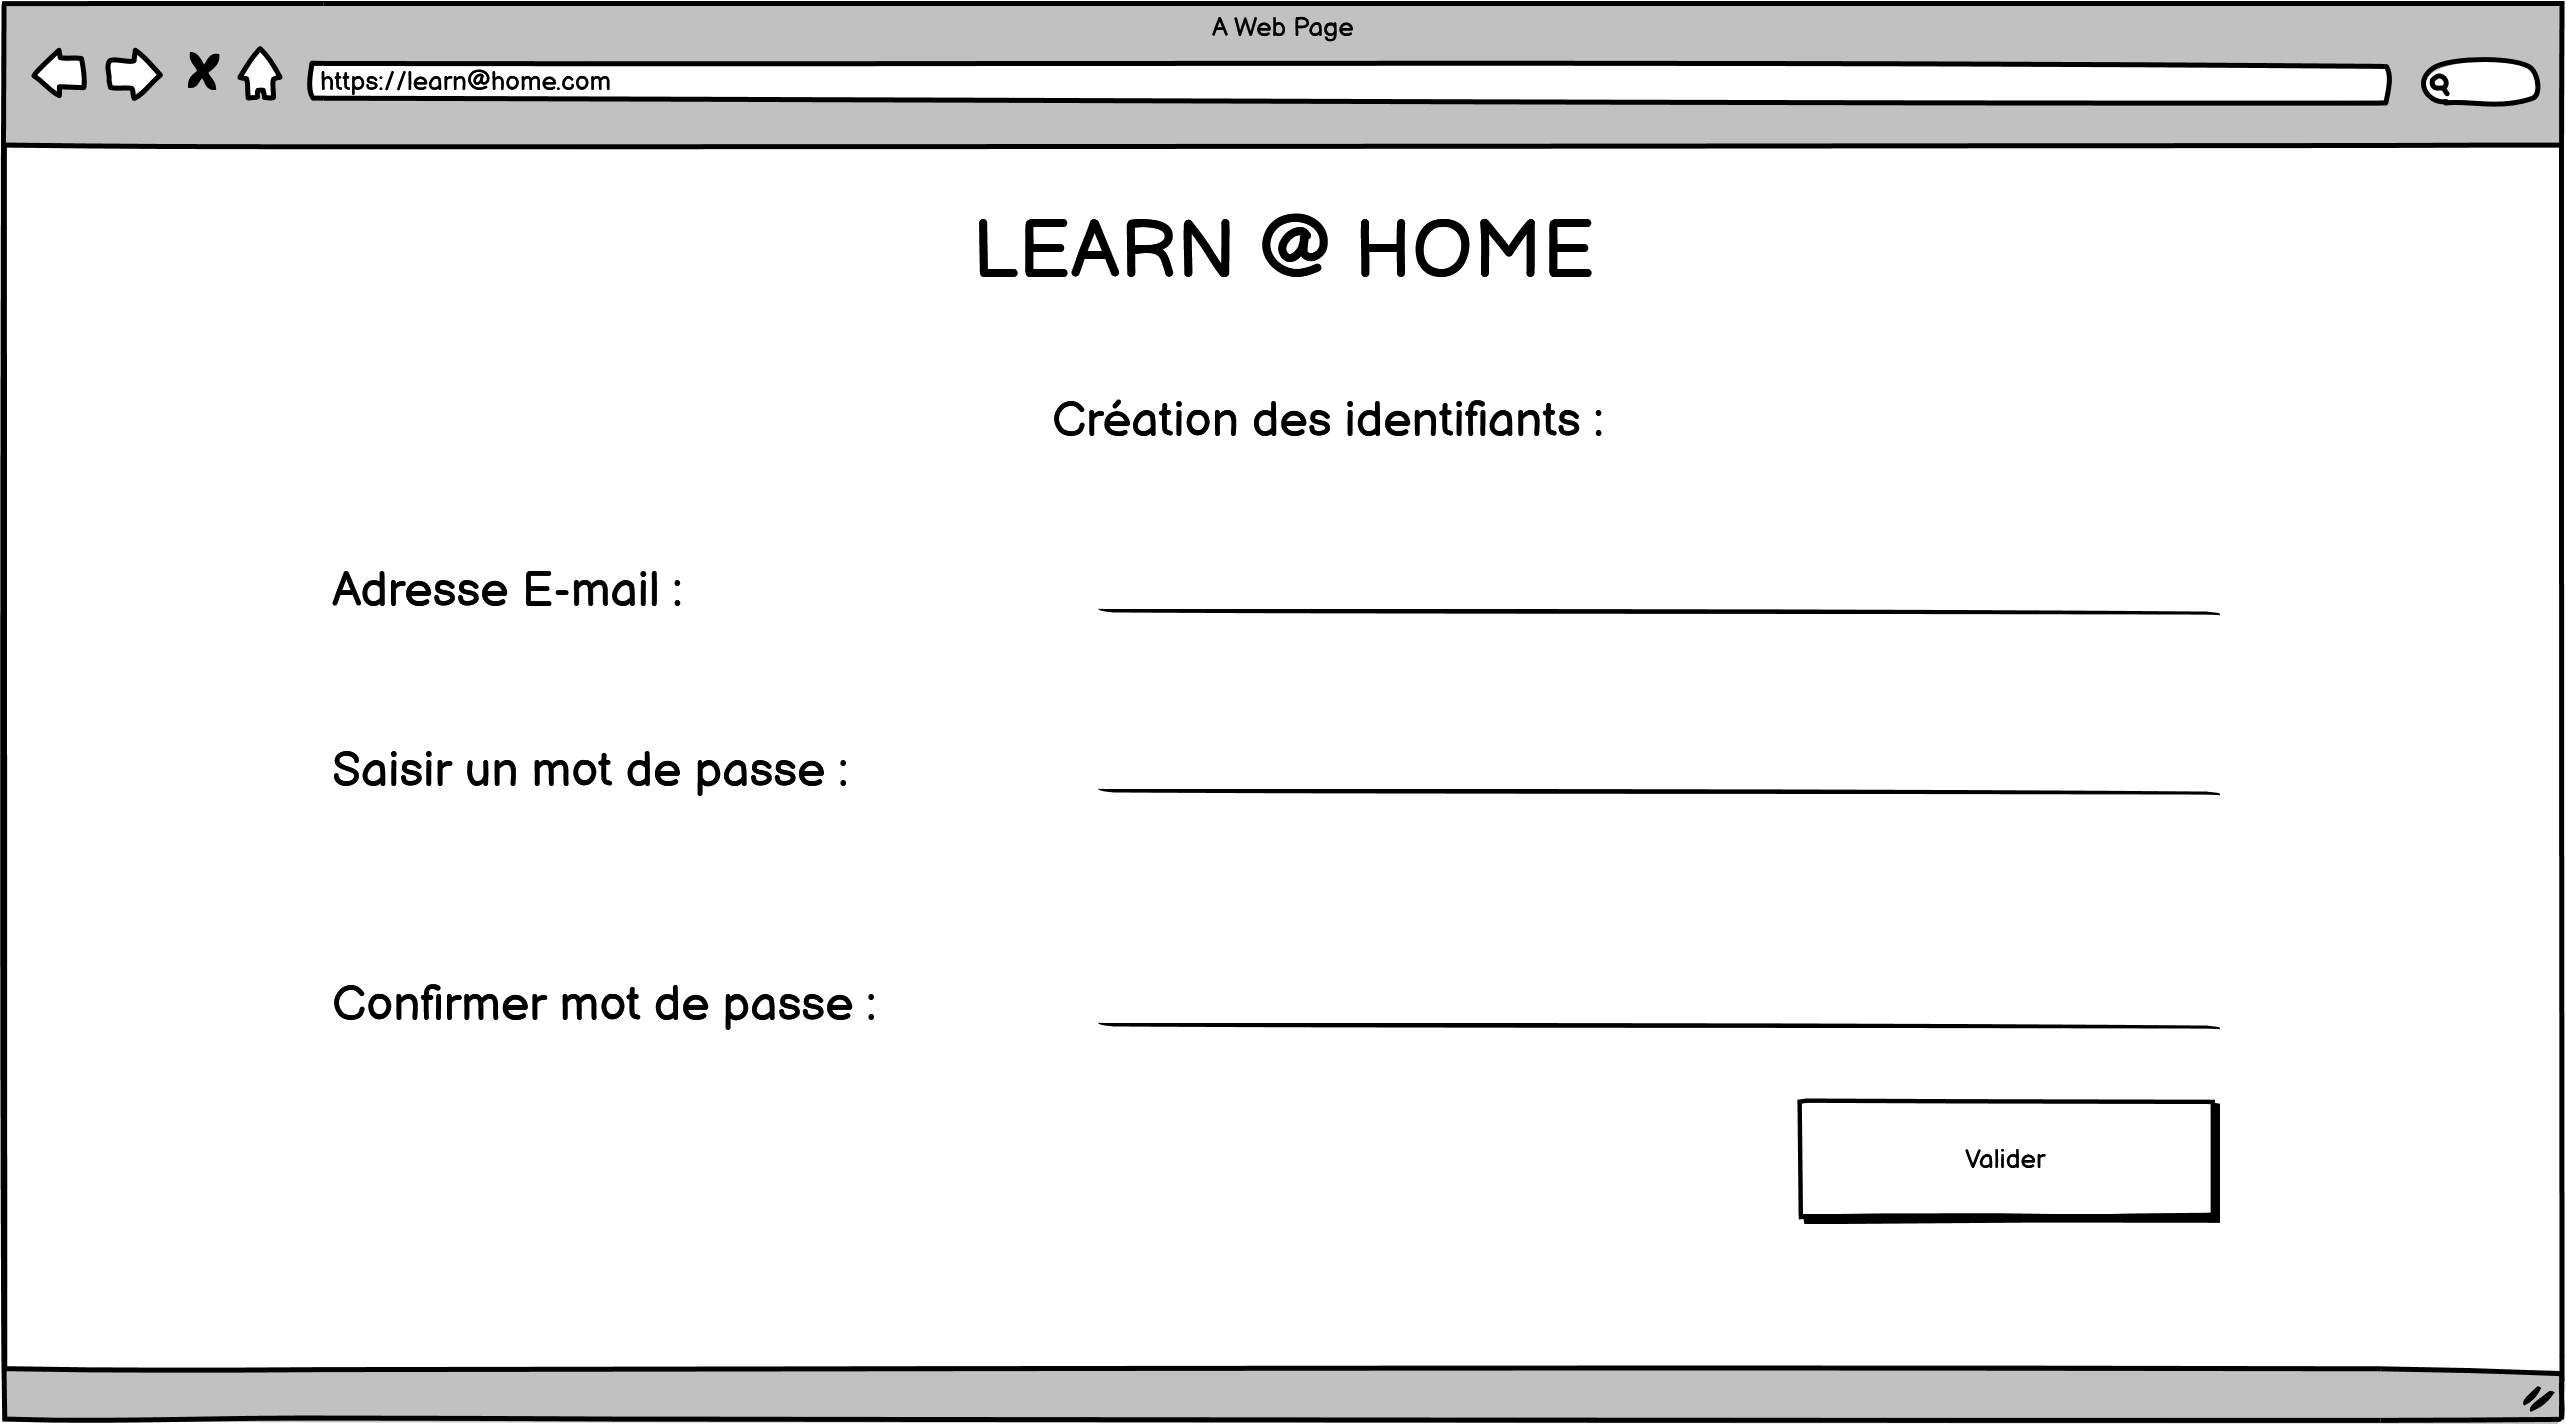 A Web Page
https://learn@home.com
LEARN @ HOME
Création des identifiants :
Adresse E-mail :
Saisir un mot de passe :
Confirmer mot de passe :
Valider